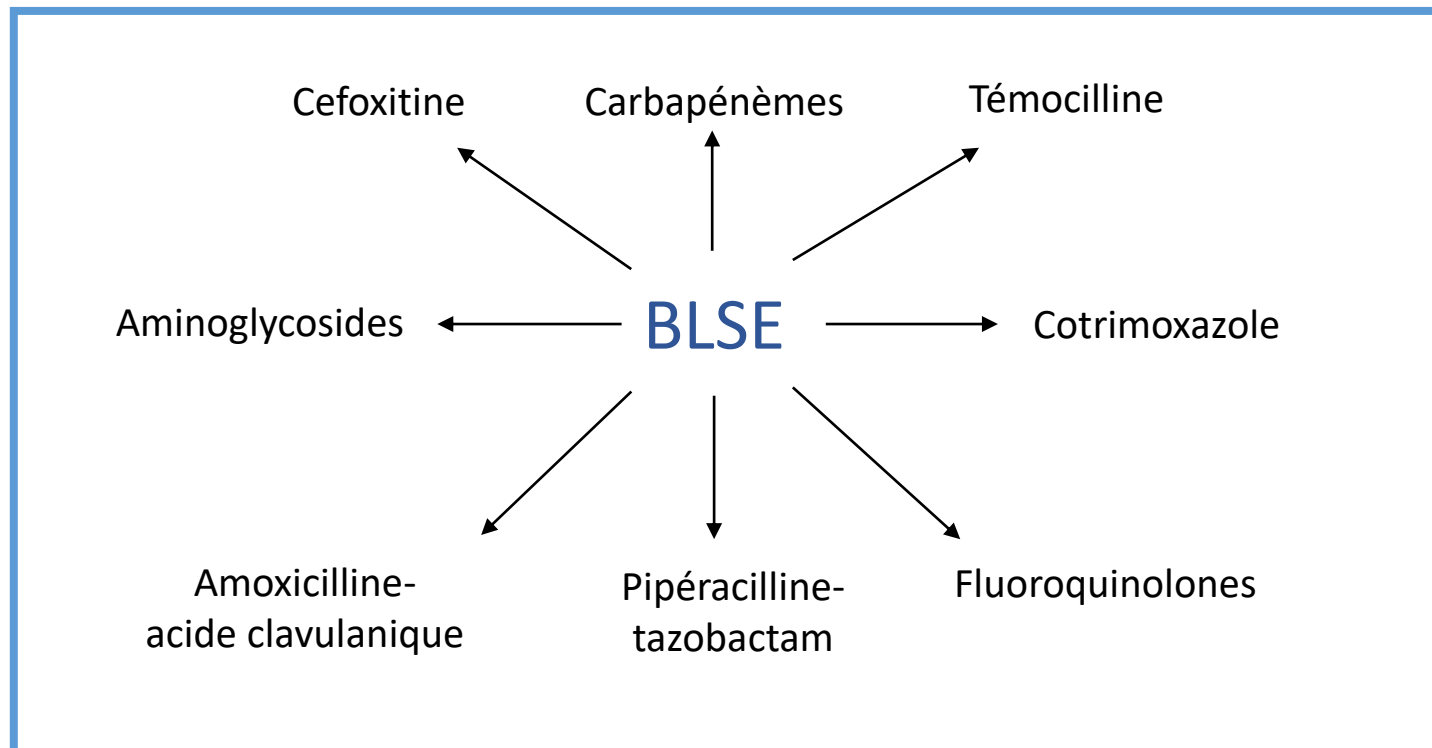 Cefoxitine
Carbapénèmes
Témocilline
Aminoglycosides
BLSE
Cotrimoxazole
Amoxicilline-
acide clavulanique
Pipéracilline-
tazobactam
Fluoroquinolones